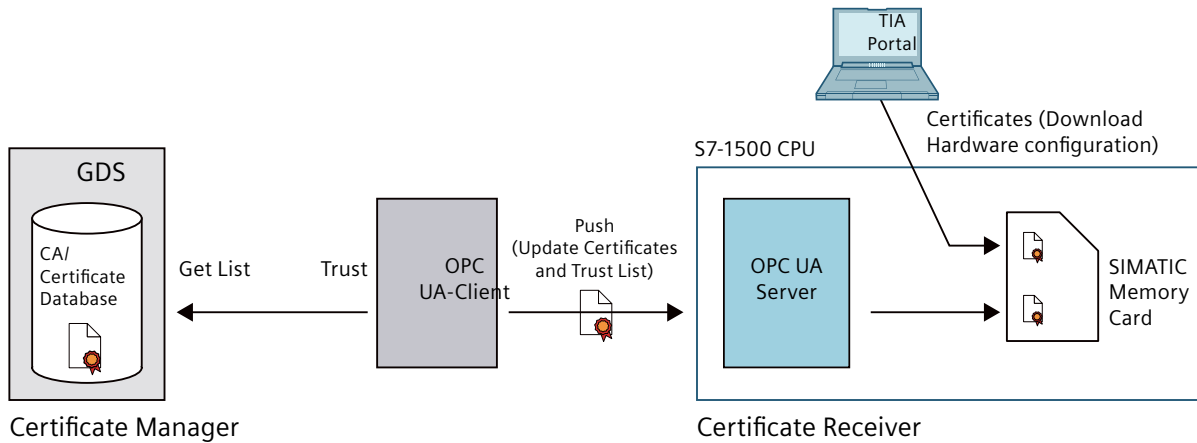 TIA
Portal
Certificates (Download
Hardware configuration)
S7-1500 CPU
GDS
CA/
Certificate
Database
Get List
Trust
OPC
UA-Client
Push
(Update Certificates
and Trust List)
OPC UA
Server
SIMATIC
Memory
Card
Certificate Manager
Certificate Receiver